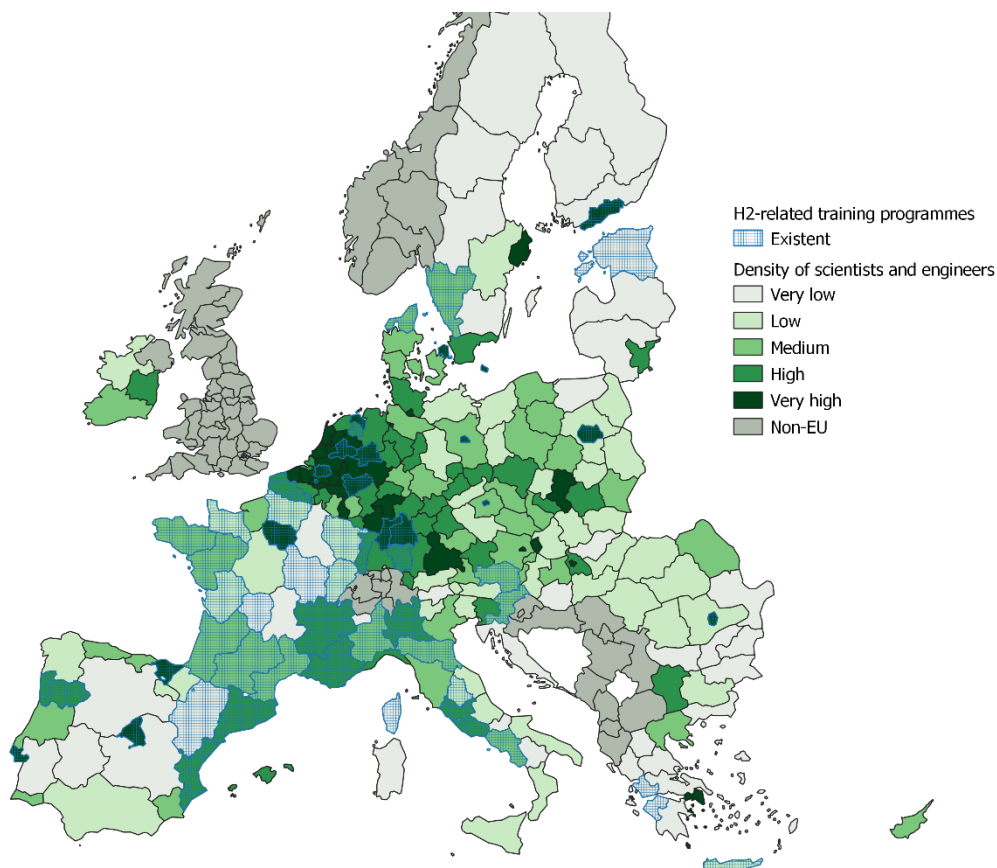 H2-related training programmes
Existent
Density of scientists and engineers
Very low
Low
Medium
High
Very high
Non-EU